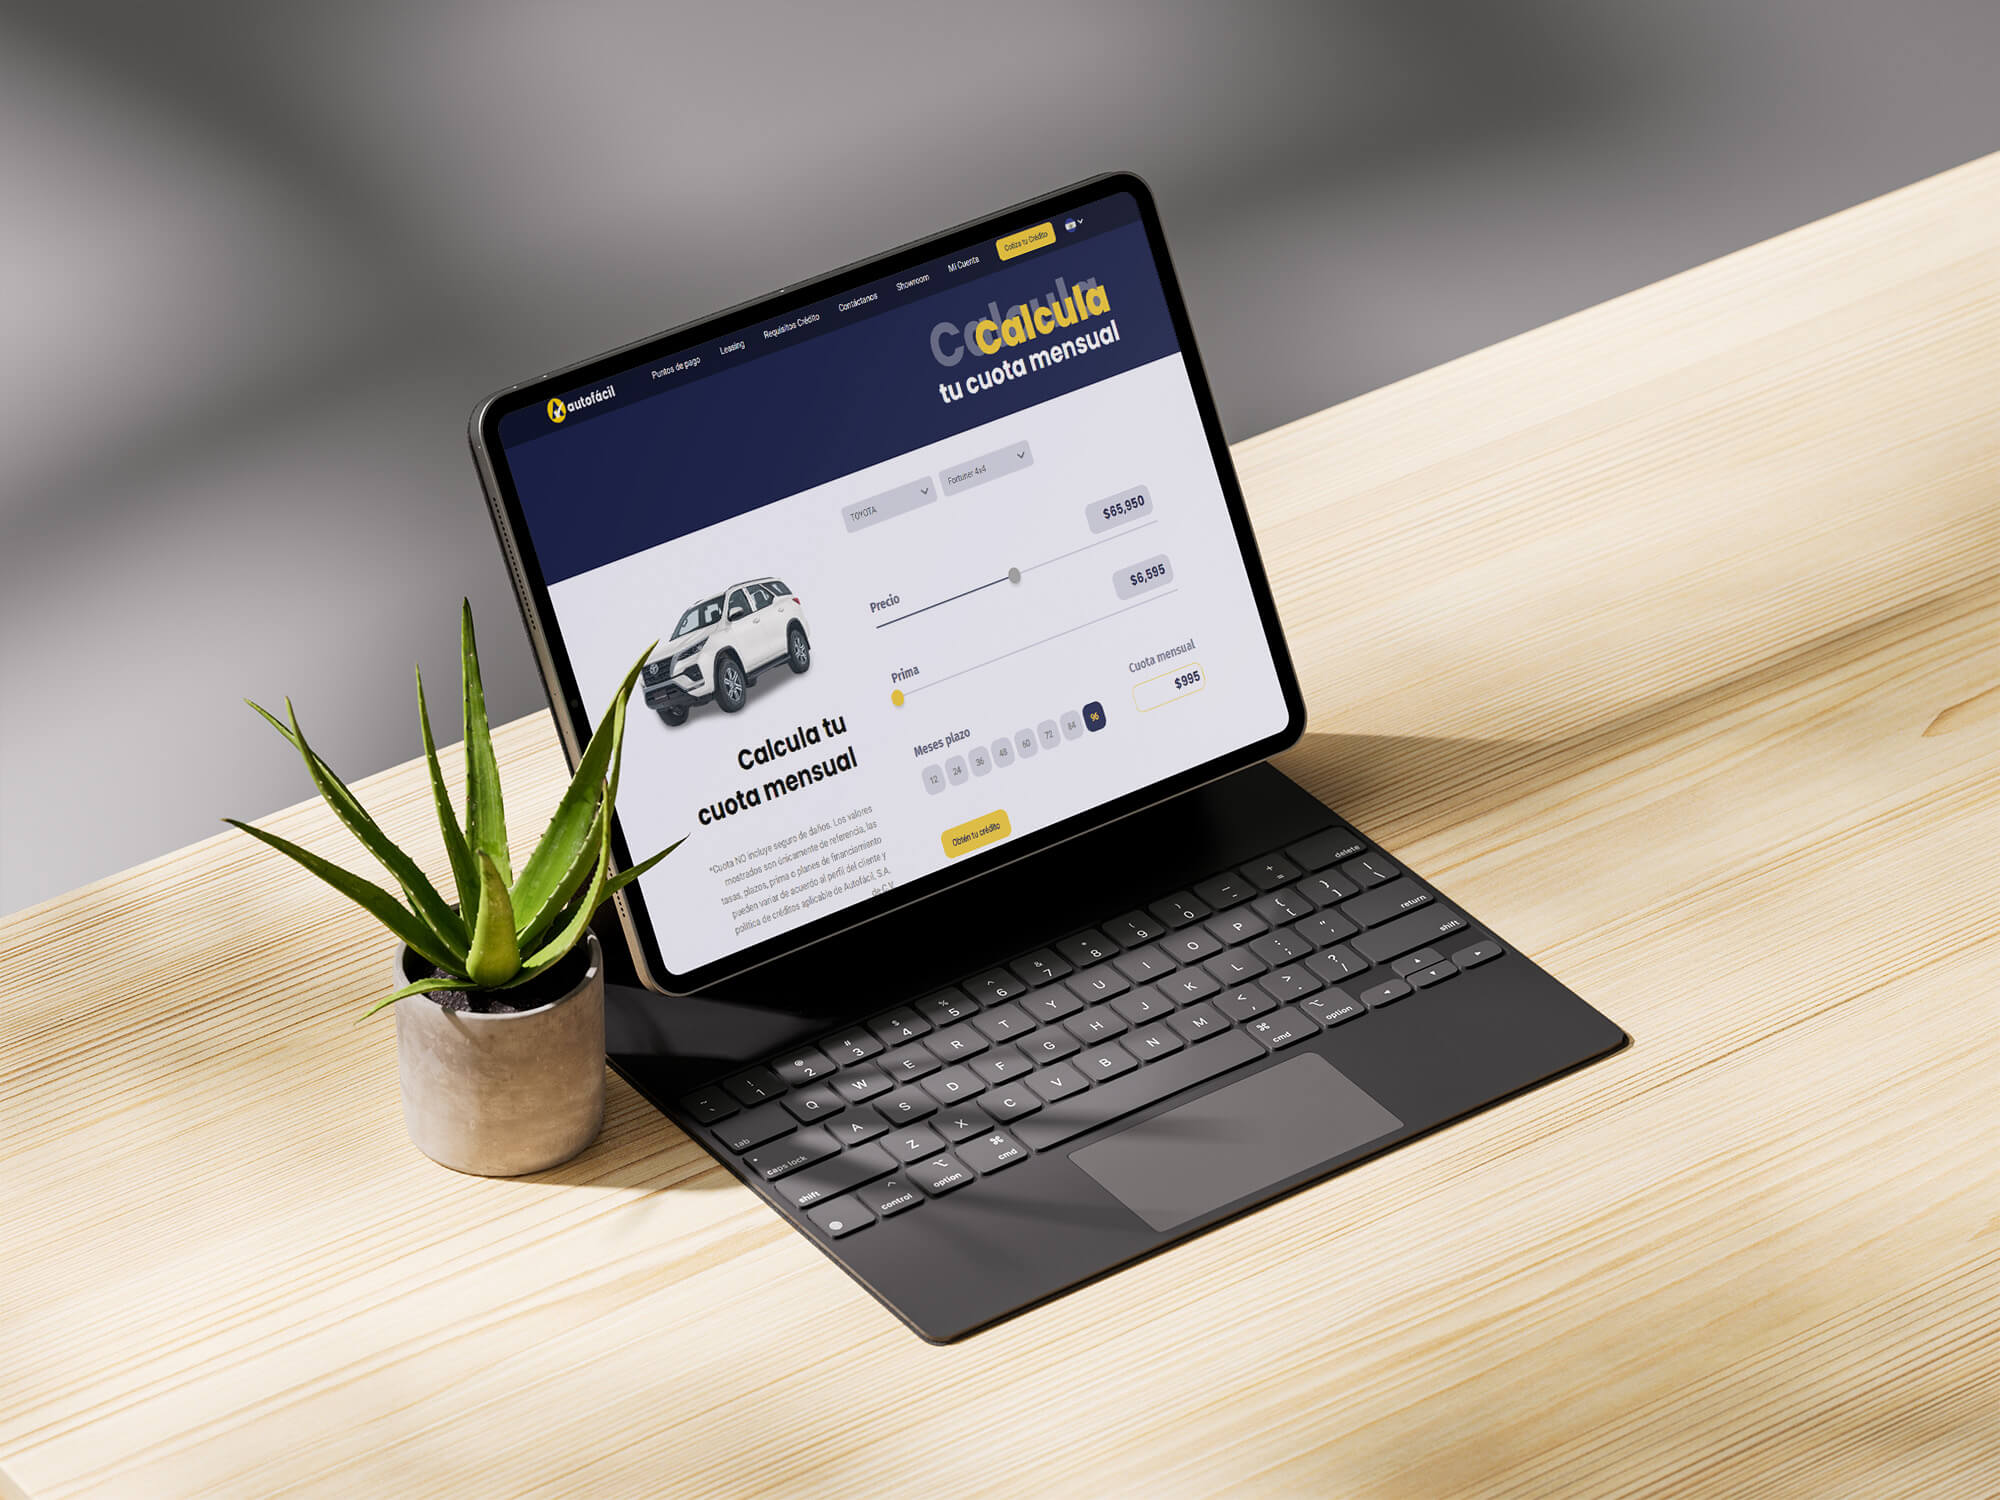 autofácil
Puntos de pago
Leasing
Requisitos Crédito
Contáctanos
Showroom
Mi Cuenta
Cotiza tu Crédito
Calcula
Calcula
tu cuota mensual
TOYOTA
Fortuner 4x4
Precio
$65,950
Prima
$6,595
Meses plazo
12 24 36 48 60 72 84 96
Cuota mensual
$995
Obtén tu crédito
Calcula tu
cuota mensual
*Cuota NO incluye seguro de daños. Los valores
mostrados son únicamente de referencia, las
tasas, plazos, prima o planes de financiamiento
pueden variar de acuerdo al perfil del cliente y
política de créditos aplicable de Autofácil, S.A.
de C.V
~ ` ! 1 @ 2 # 3 $ 4 % 5 ^ 6 & 7 * 8 ( 9 ) 0 — - + = delete
tab Q W E R T Y U I O P { [ } ] | \
caps lock A S D F G H J K L : ; " ' return
shift Z X C V B N M < , > . ? / shift
control option cmd cmd option